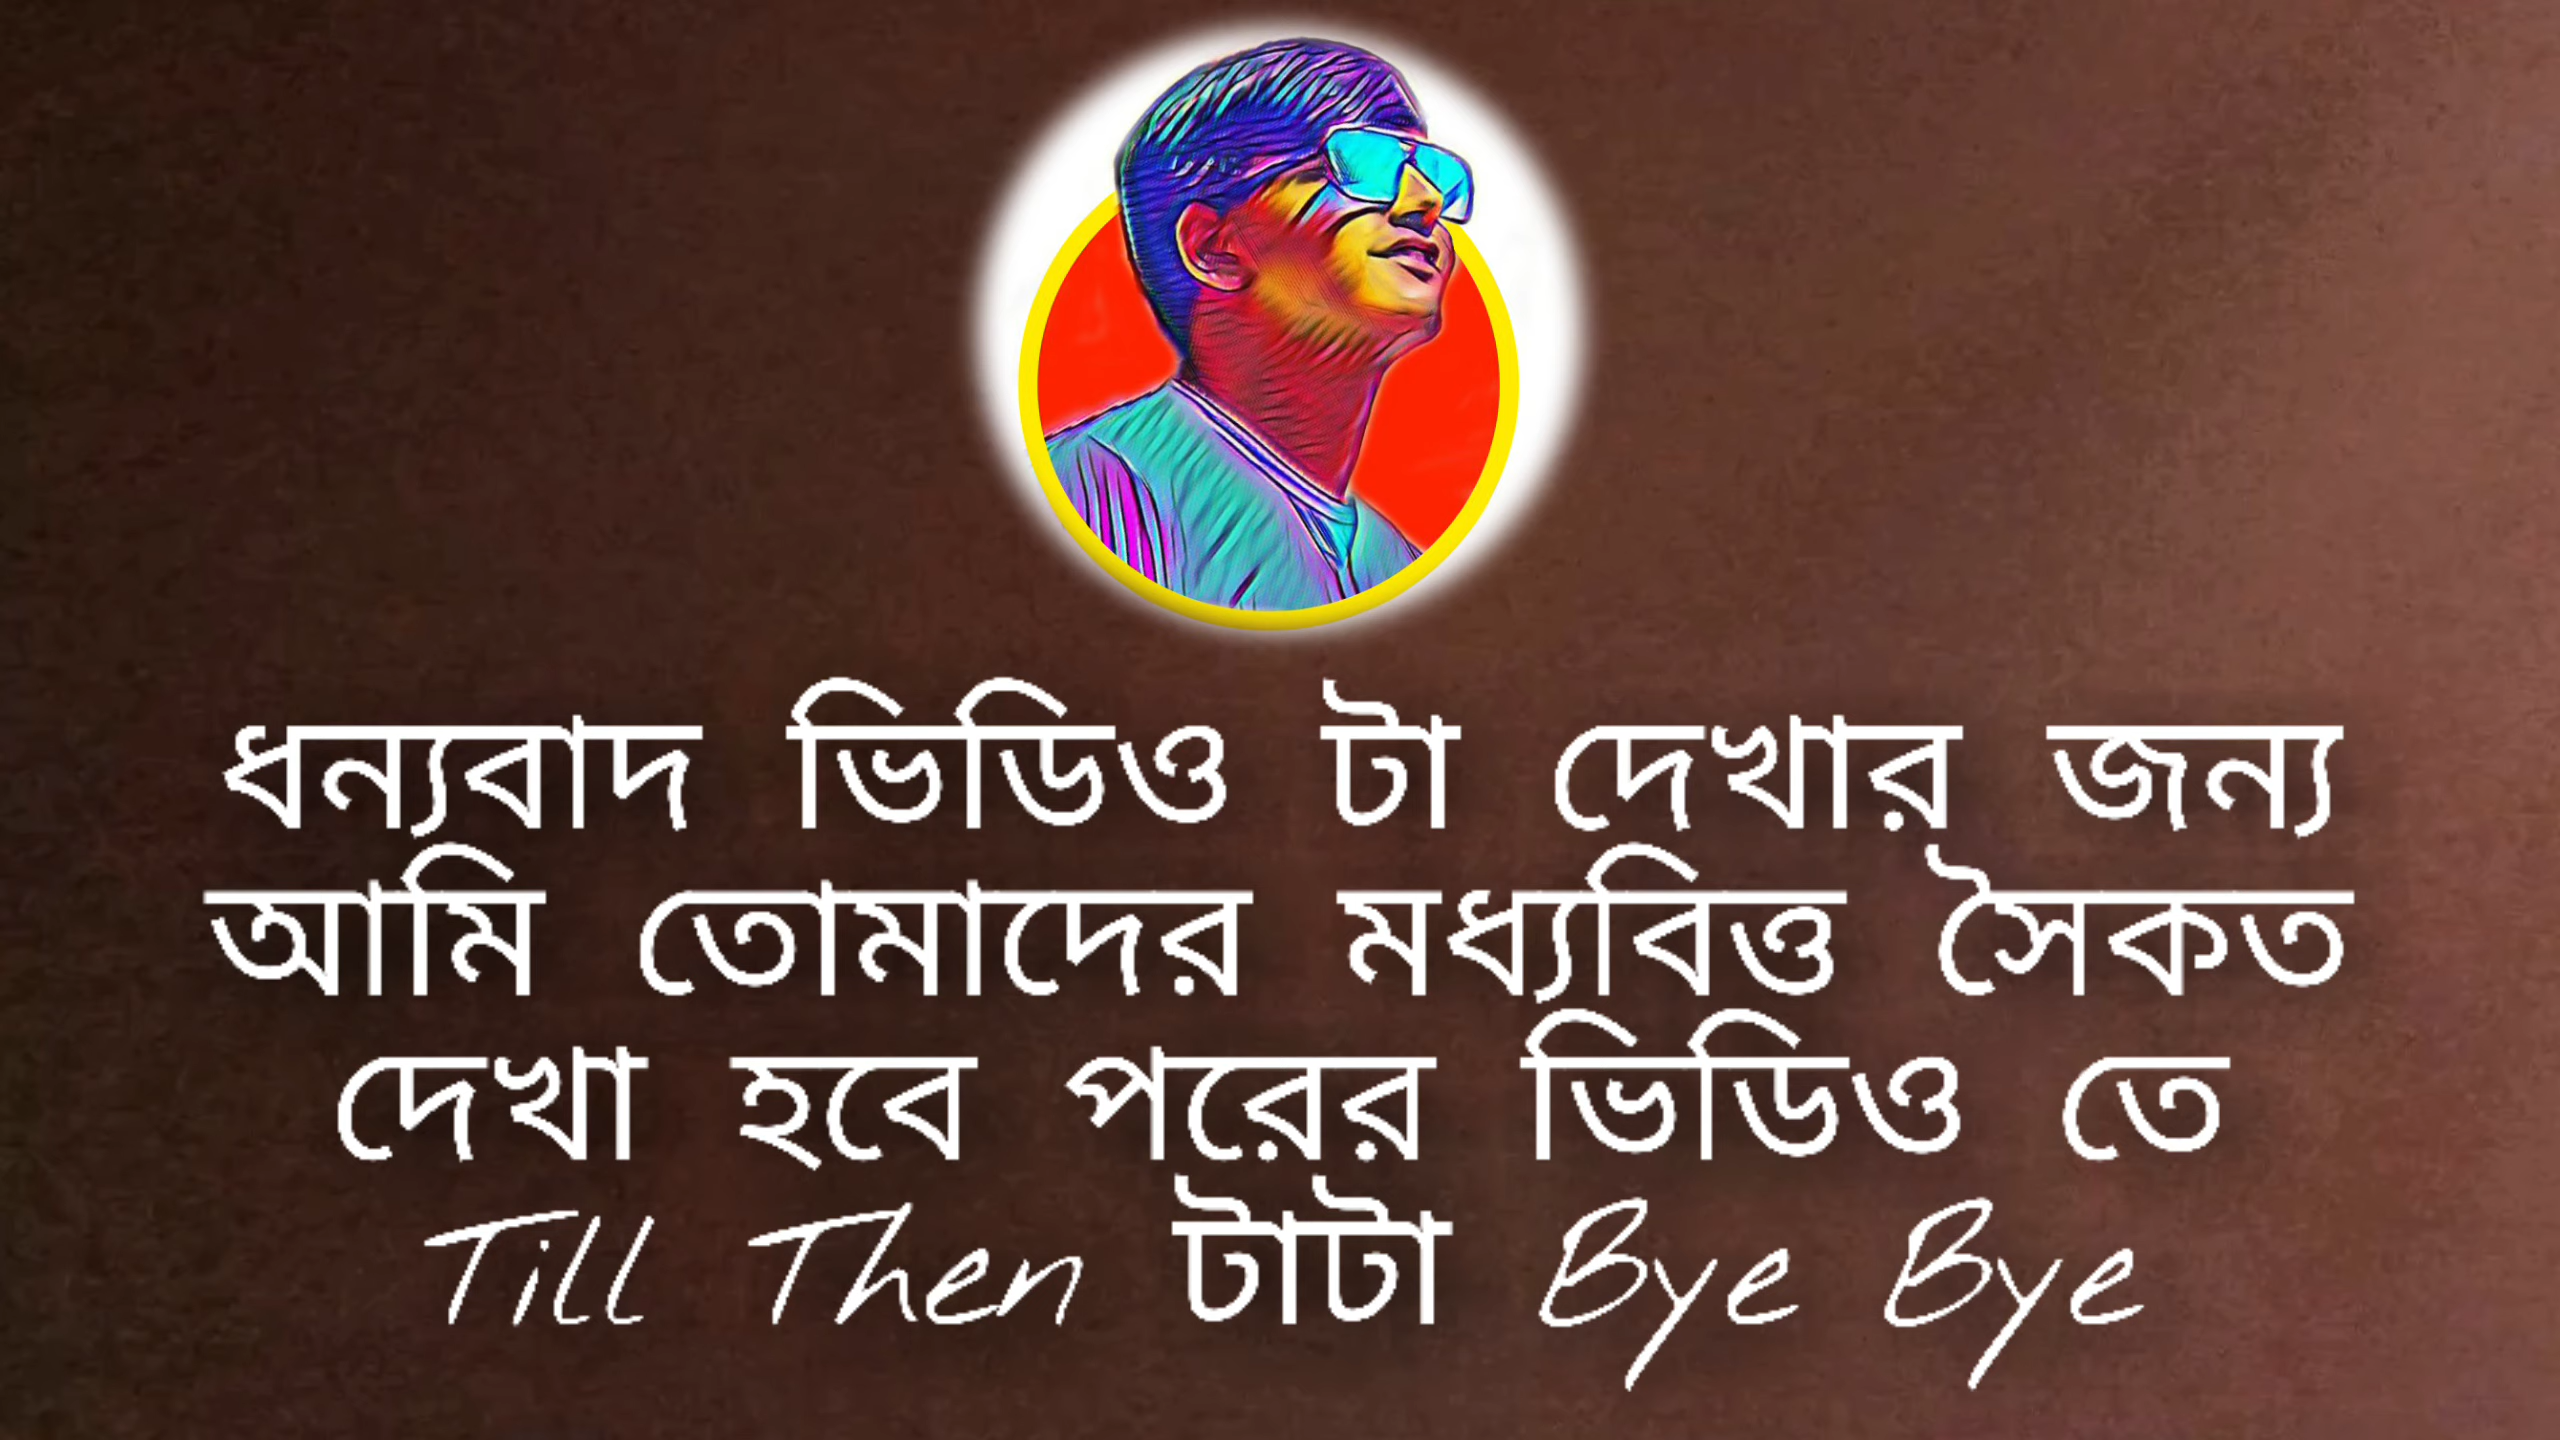 ধন্যবাদ ভিডিও টা দেখার জন্য
আমি তোমাদের মধ্যবিত্ত সৈকত
দেখা হবে পরের ভিডিও তে
Till Then টাটা Bye Bye